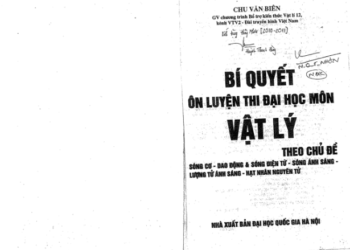 CHU VĂN BIÊN
GV chương trình Bổ trợ kiến thức Vật lí 12,
kênh VTV2 - Đài truyền hình Việt Nam
BÍ QUYẾT
ÔN LUYỆN THI ĐẠI HỌC MÔN
VẬT LÝ
THEO CHỦ ĐỀ
SÓNG CƠ - DAO ĐỘNG & SÓNG ĐIỆN TỪ - SÓNG ÁNH SÁNG -
LƯỢNG TỬ ÁNH SÁNG - HẠT NHÂN NGUYÊN TỬ
NHÀ XUẤT BẢN ĐẠI HỌC QUỐC GIA HÀ NỘI